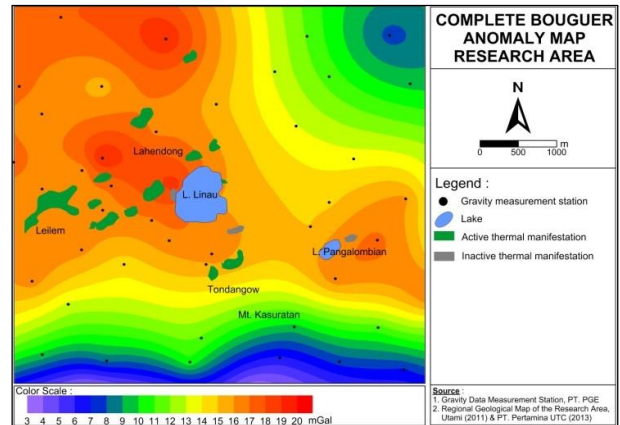 COMPLETE BOUGUER
ANOMALY MAP
RESEARCH AREA
N
0 500 1000 m
Legend :
Gravity measurement station
Lake
Active thermal manifestation
Inactive thermal manifestation
Source :
1. Gravity Data Measurement Station, PT. PGE
2. Regional Geological Map of the Research Area,
Utami (2011) & PT. Pertamina UTC (2013)
Lahendong
L. Linau
Leilem
L. Pangalombian
Tondangow
Mt. Kasuratan
Color Scale :
3 4 5 6 7 8 9 10 11 12 13 14 15 16 17 18 19 20 mGal